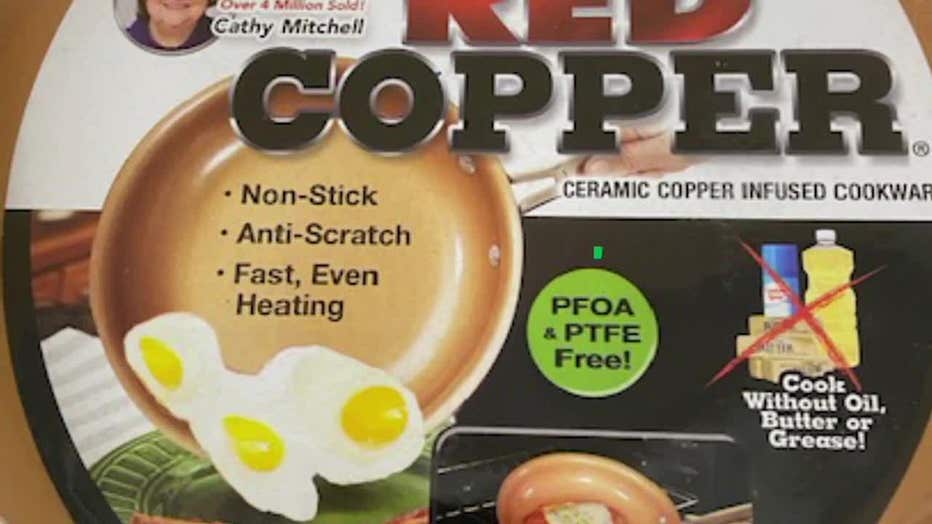 Over 4 Million Sold!
Cathy Mitchell
RED
COPPER®
CERAMIC COPPER INFUSED COOKWAR
• Non-Stick
• Anti-Scratch
• Fast, Even
Heating
PFOA
& PTFE
Free!
Cook
Without Oil,
Butter or
Grease!